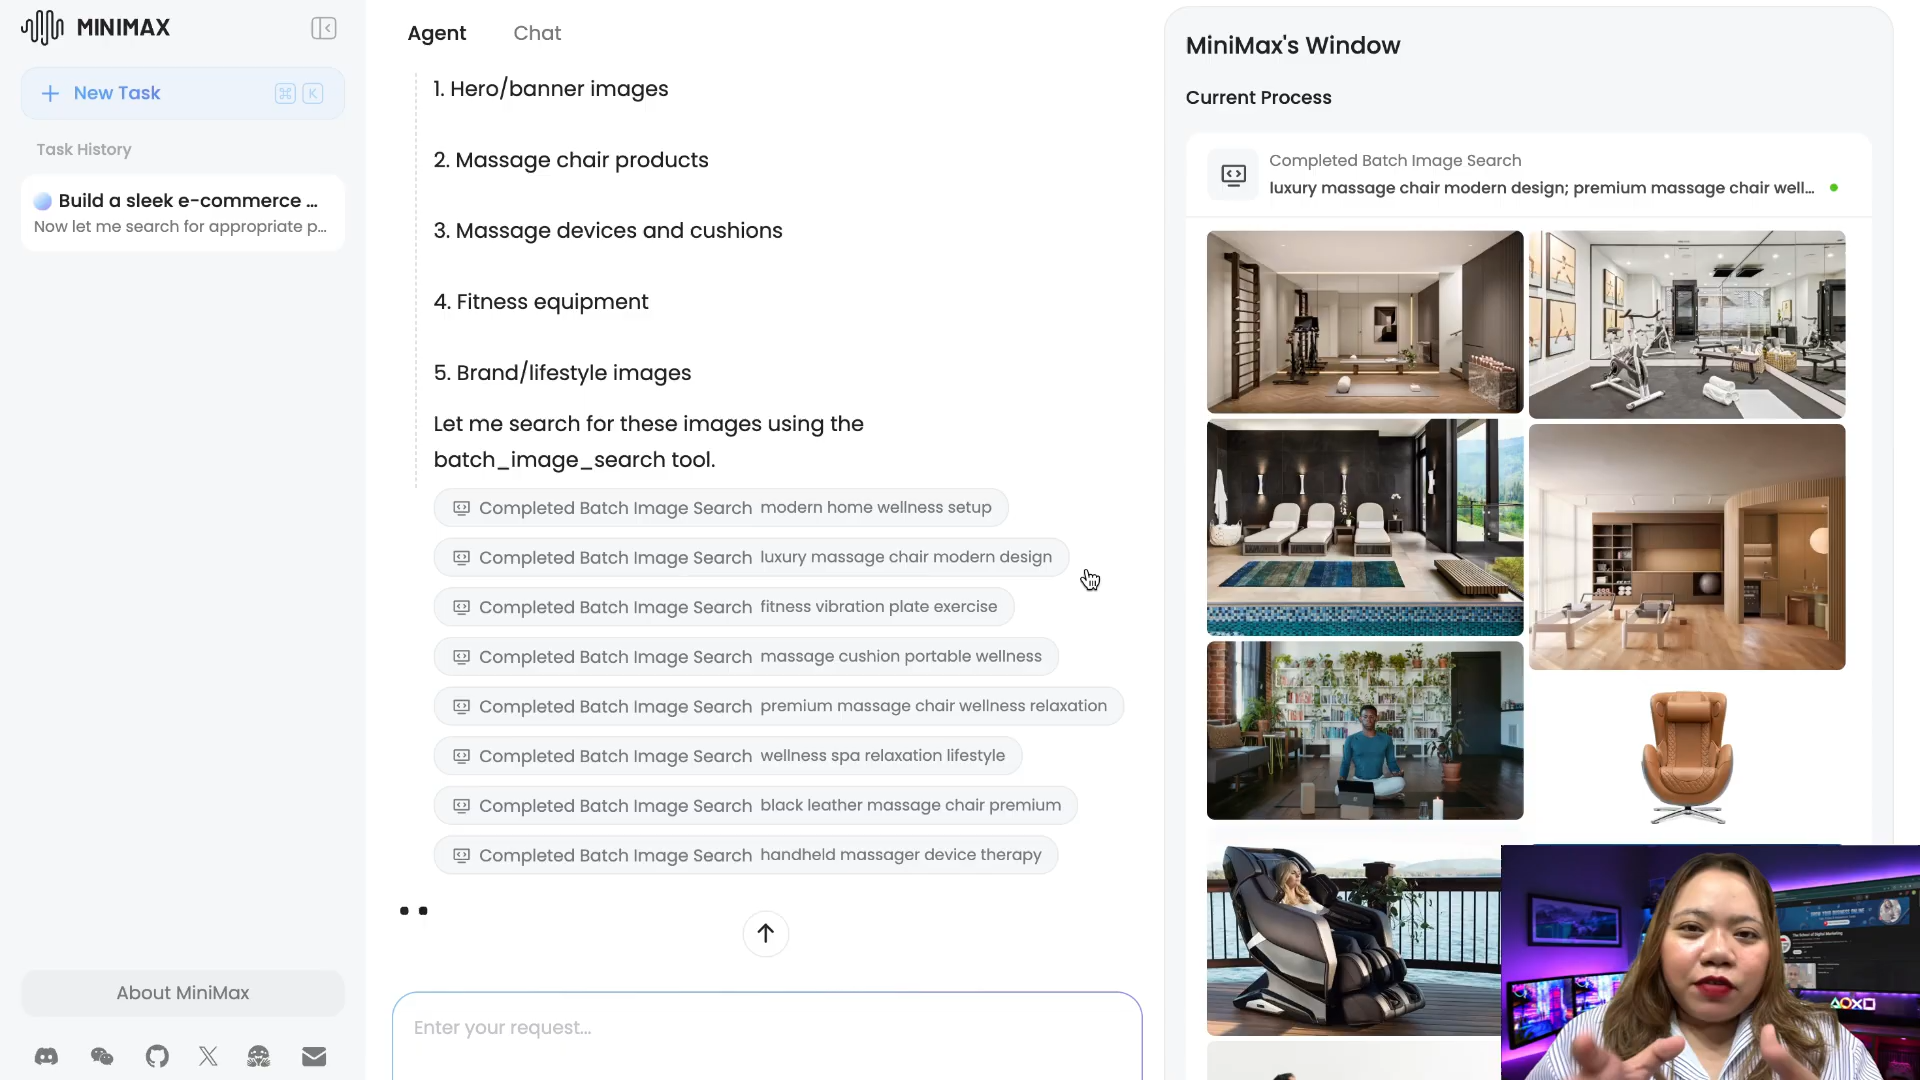 MINIMAX
New Task
⌘ K
Task History
Build a sleek e-commerce ...
Now let me search for appropriate p...
About MiniMax
Agent
Chat
1. Hero/banner images
2. Massage chair products
3. Massage devices and cushions
4. Fitness equipment
5. Brand/lifestyle images
Let me search for these images using the
batch_image_search tool.
Completed Batch Image Search modern home wellness setup
Completed Batch Image Search luxury massage chair modern design
Completed Batch Image Search fitness vibration plate exercise
Completed Batch Image Search massage cushion portable wellness
Completed Batch Image Search premium massage chair wellness relaxation
Completed Batch Image Search wellness spa relaxation lifestyle
Completed Batch Image Search black leather massage chair premium
Completed Batch Image Search handheld massager device therapy
Enter your request...
MiniMax's Window
Current Process
Completed Batch Image Search
luxury massage chair modern design; premium massage chair well...
The School of Digital Marketing